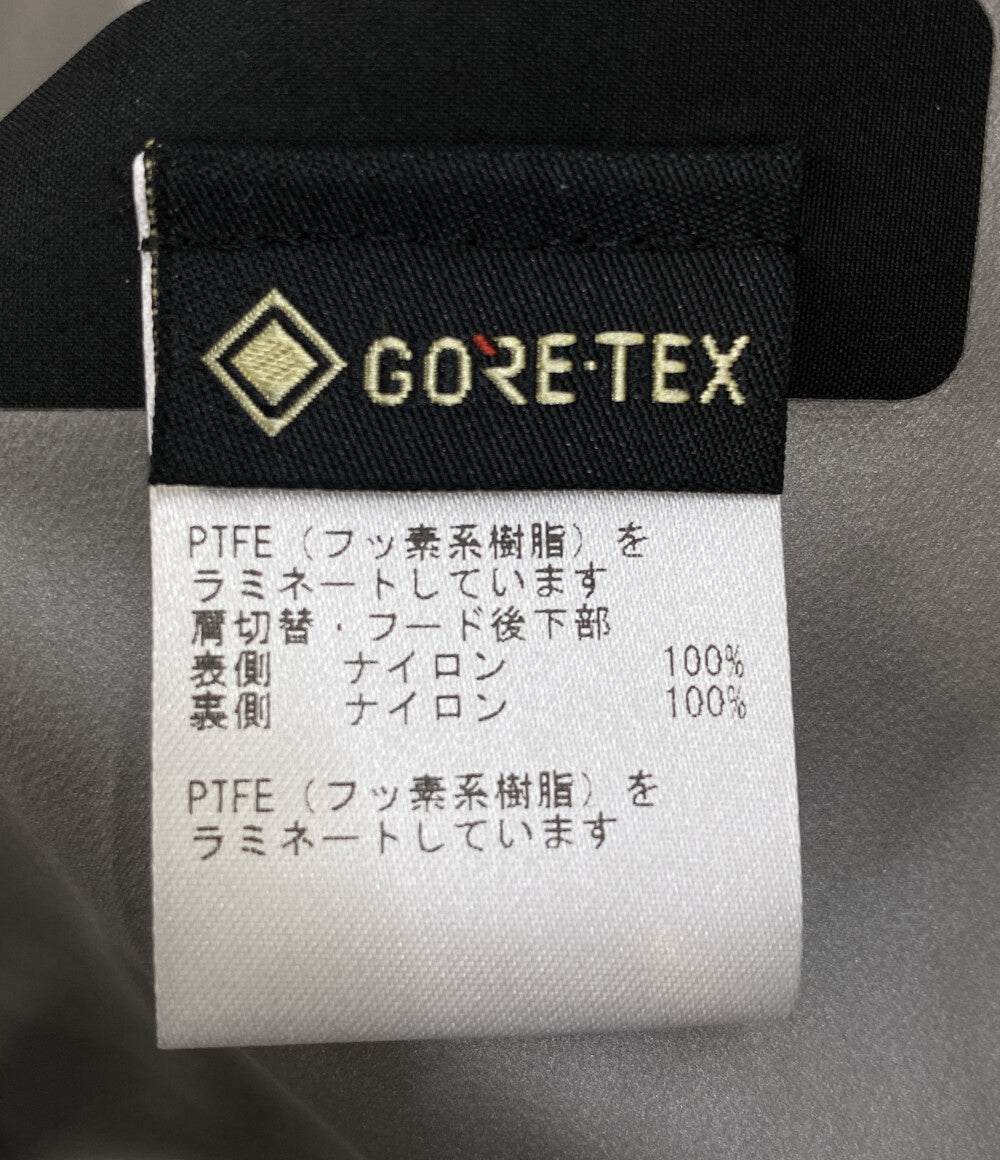 GORE-TEX
PTFE（フッ素系樹脂）を
ラミネートしています
肩切替・フード後下部
表側 ナイロン 100%
裏側 ナイロン 100%
PTFE（フッ素系樹脂）を
ラミネートしています